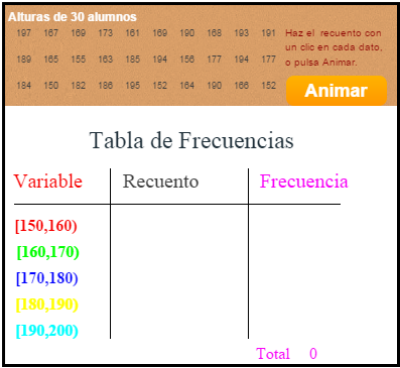 Alturas de 30 alumnos
197 167 169 173 161 169 190 168 193 191
189 165 155 163 185 194 156 177 194 177
184 150 182 186 195 152 164 190 166 152
Haz el recuento con
un clic en cada dato,
o pulsa Animar.
Animar
Tabla de Frecuencias
Variable Recuento Frecuencia
[150,160)
[160,170)
[170,180)
[180,190)
[190,200)
Total 0